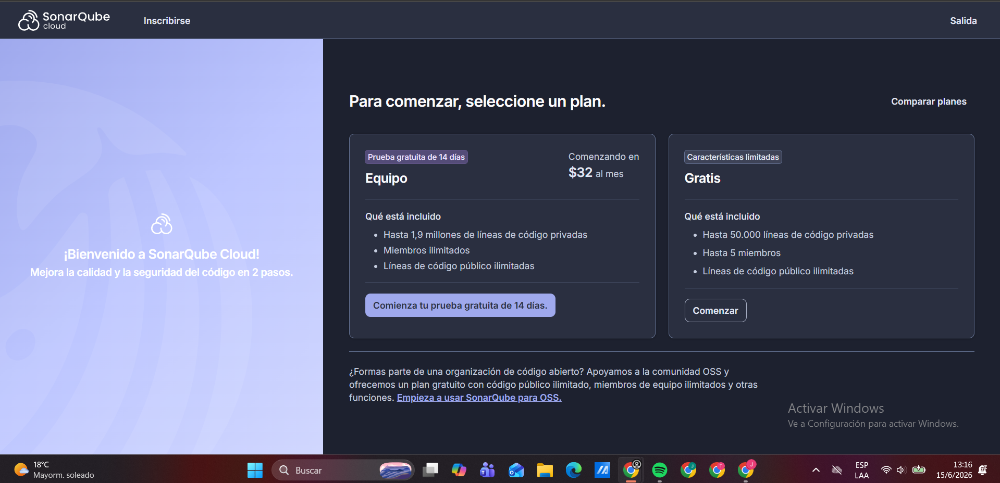 SonarQube
cloud
Inscribirse
Salida
¡Bienvenido a SonarQube Cloud!
Mejora la calidad y la seguridad del código en 2 pasos.
Para comenzar, seleccione un plan.
Comparar planes
Prueba gratuita de 14 días
Equipo
Comenzando en
$32 al mes
Qué está incluido
Hasta 1,9 millones de líneas de código privadas
Miembros ilimitados
Líneas de código público ilimitadas
Comienza tu prueba gratuita de 14 días.
Características limitadas
Gratis
Qué está incluido
Hasta 50.000 líneas de código privadas
Hasta 5 miembros
Líneas de código público ilimitadas
Comenzar
¿Formas parte de una organización de código abierto? Apoyamos a la comunidad OSS y
ofrecemos un plan gratuito con código público ilimitado, miembros de equipo ilimitados y otras
funciones. Empieza a usar SonarQube para OSS.
Activar Windows
Ve a Configuración para activar Windows.
18°C
Mayorm. soleado
Buscar
ESP
LAA
13:16
15/6/2026